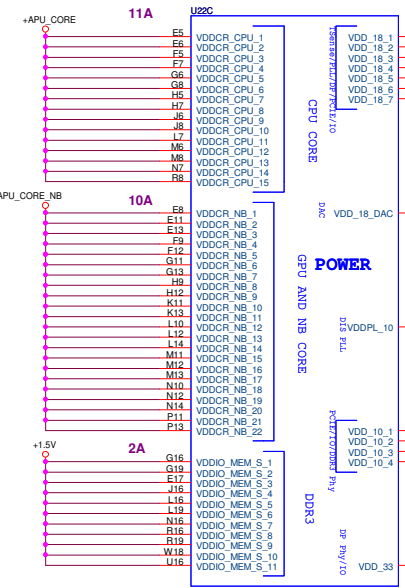 11A
U22C
+APU_CORE
E5 VDDCR_CPU_1
E6 VDDCR_CPU_2
F5 VDDCR_CPU_3
F7 VDDCR_CPU_4
G6 VDDCR_CPU_5
G8 VDDCR_CPU_6
H5 VDDCR_CPU_7
H7 VDDCR_CPU_8
J6 VDDCR_CPU_9
J8 VDDCR_CPU_10
L7 VDDCR_CPU_11
M6 VDDCR_CPU_12
M8 VDDCR_CPU_13
N7 VDDCR_CPU_14
R8 VDDCR_CPU_15
CPU CORE
ISense/PLL/DP/PCIE/IO
VDD_18_1
VDD_18_2
VDD_18_3
VDD_18_4
VDD_18_5
VDD_18_6
VDD_18_7
APU_CORE_NB
10A
E8 VDDCR_NB_1
E11 VDDCR_NB_2
E13 VDDCR_NB_3
F9 VDDCR_NB_4
F12 VDDCR_NB_5
G11 VDDCR_NB_6
G13 VDDCR_NB_7
H9 VDDCR_NB_8
H12 VDDCR_NB_9
K11 VDDCR_NB_10
K13 VDDCR_NB_11
L10 VDDCR_NB_12
L12 VDDCR_NB_13
L14 VDDCR_NB_14
M11 VDDCR_NB_15
M12 VDDCR_NB_16
M13 VDDCR_NB_17
N10 VDDCR_NB_18
N12 VDDCR_NB_19
N14 VDDCR_NB_20
P11 VDDCR_NB_21
P13 VDDCR_NB_22
GPU AND NB CORE
DAC
VDD_18_DAC
POWER
DIS PLL
VDDPL_10
+1.5V
2A
G16 VDDIO_MEM_S_1
G19 VDDIO_MEM_S_2
E17 VDDIO_MEM_S_3
J16 VDDIO_MEM_S_4
L16 VDDIO_MEM_S_5
L19 VDDIO_MEM_S_6
N16 VDDIO_MEM_S_7
R16 VDDIO_MEM_S_8
R19 VDDIO_MEM_S_9
W18 VDDIO_MEM_S_10
U16 VDDIO_MEM_S_11
DDR3
PCIE/IO/DDR3 Phy
VDD_10_1
VDD_10_2
VDD_10_3
VDD_10_4
DP Phy/IO
VDD_33